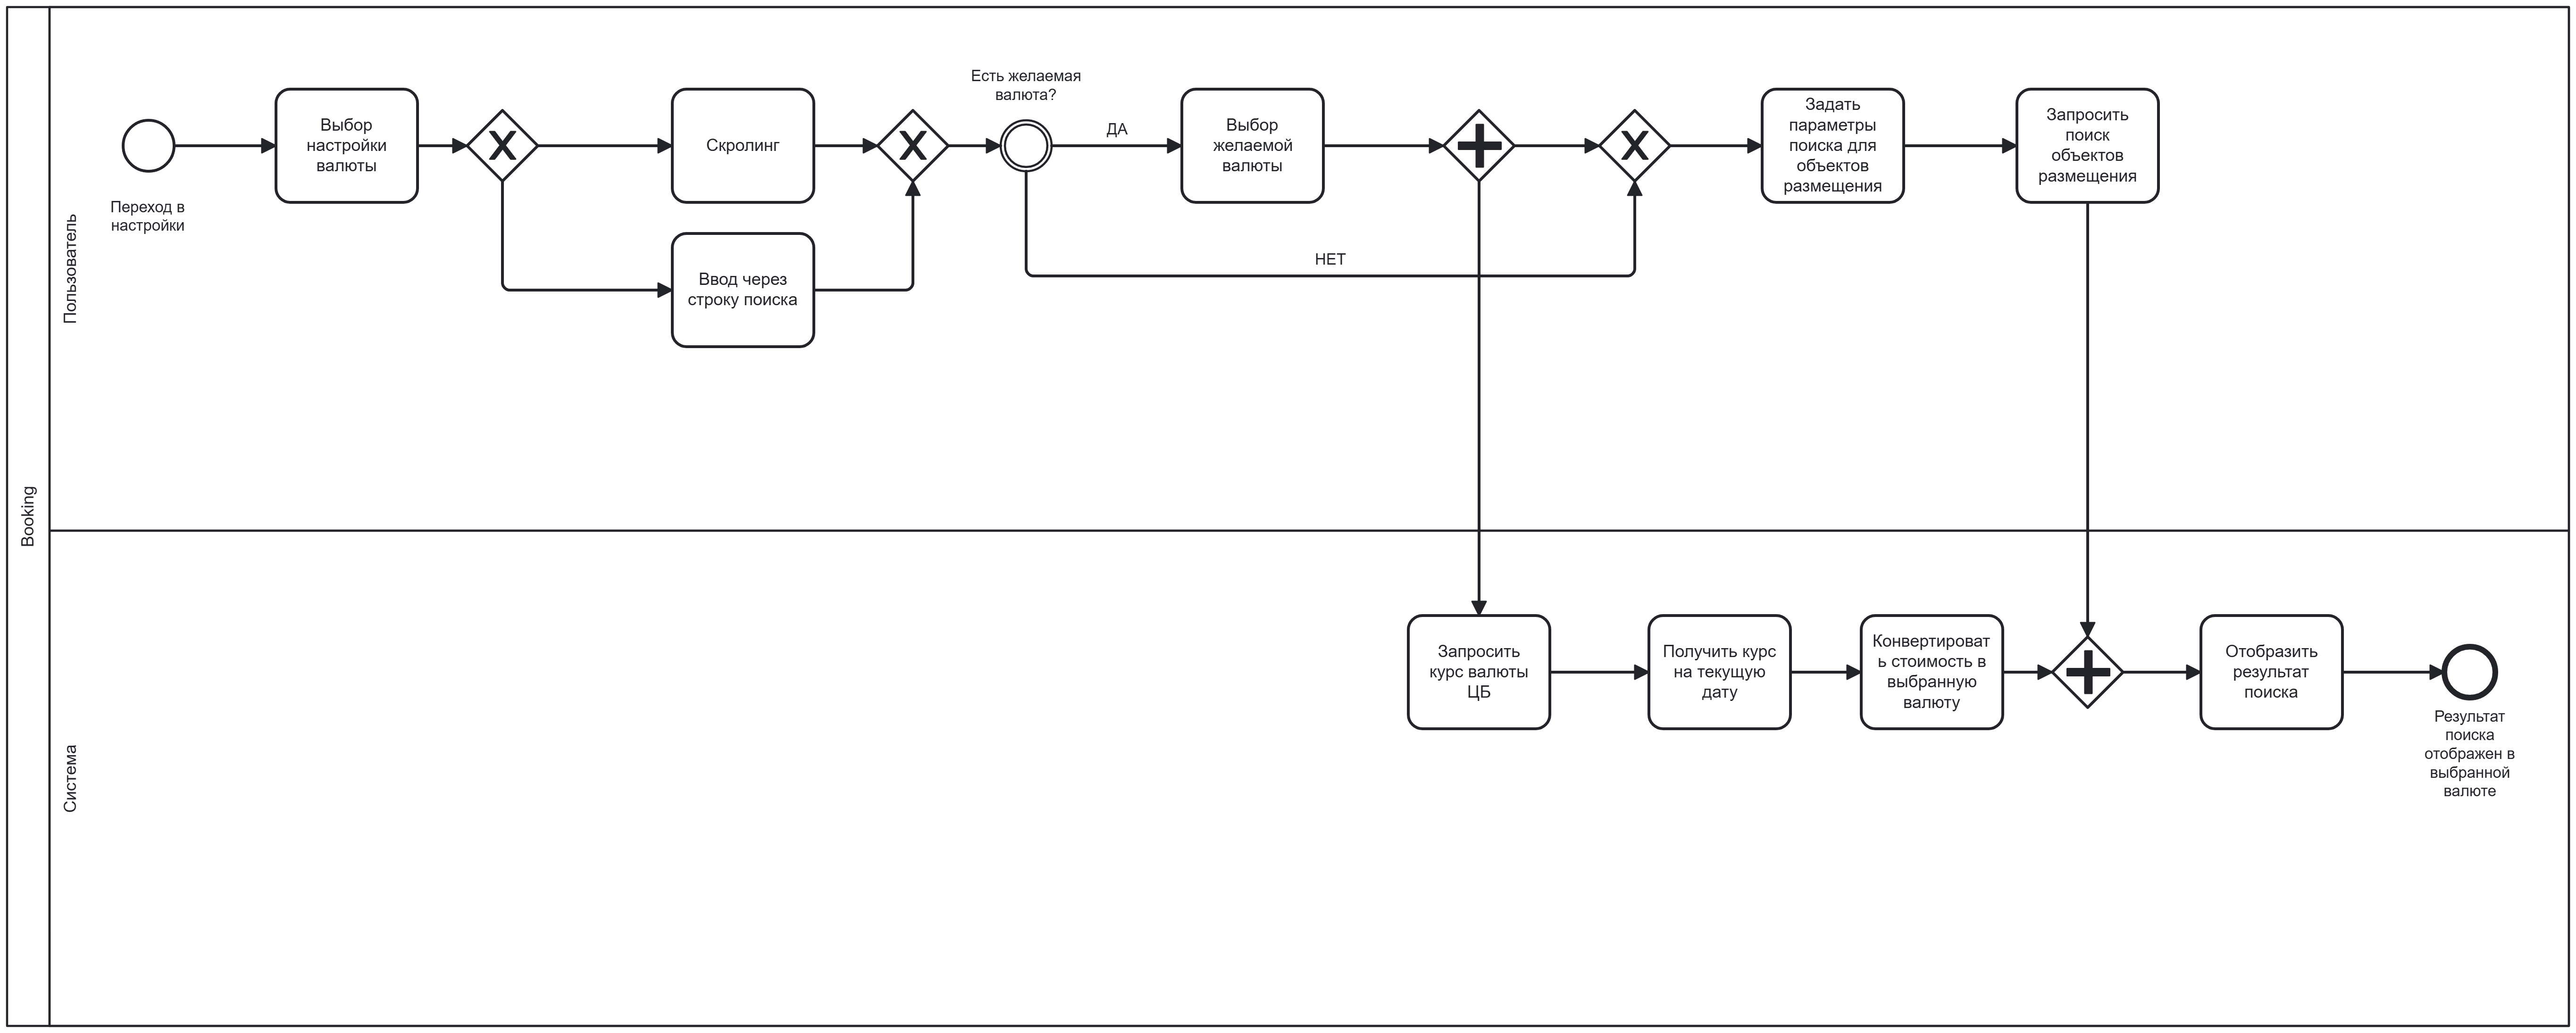 Booking
Пользователь
Переход в
настройки
Выбор
настройки
валюты
Скролинг
Ввод через
строку поиска
Есть желаемая
валюта?
ДА
НЕТ
Выбор
желаемой
валюты
Задать
параметры
поиска для
объектов
размещения
Запросить
поиск
объектов
размещения
Система
Запросить
курс валюты
ЦБ
Получить курс
на текущую
дату
Конвертироват
ь стоимость в
выбранную
валюту
Отобразить
результат
поиска
Результат
поиска
отображен в
выбранной
валюте